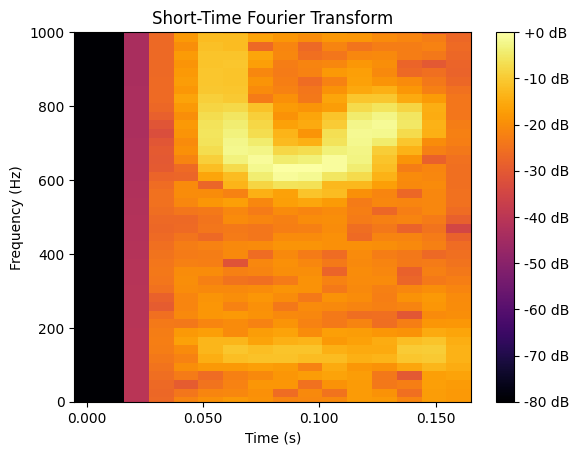 Short-Time Fourier Transform
1000
800
600
400
200
0
Frequency (Hz)
0.000
0.050
0.100
0.150
Time (s)
+0 dB
-10 dB
-20 dB
-30 dB
-40 dB
-50 dB
-60 dB
-70 dB
-80 dB